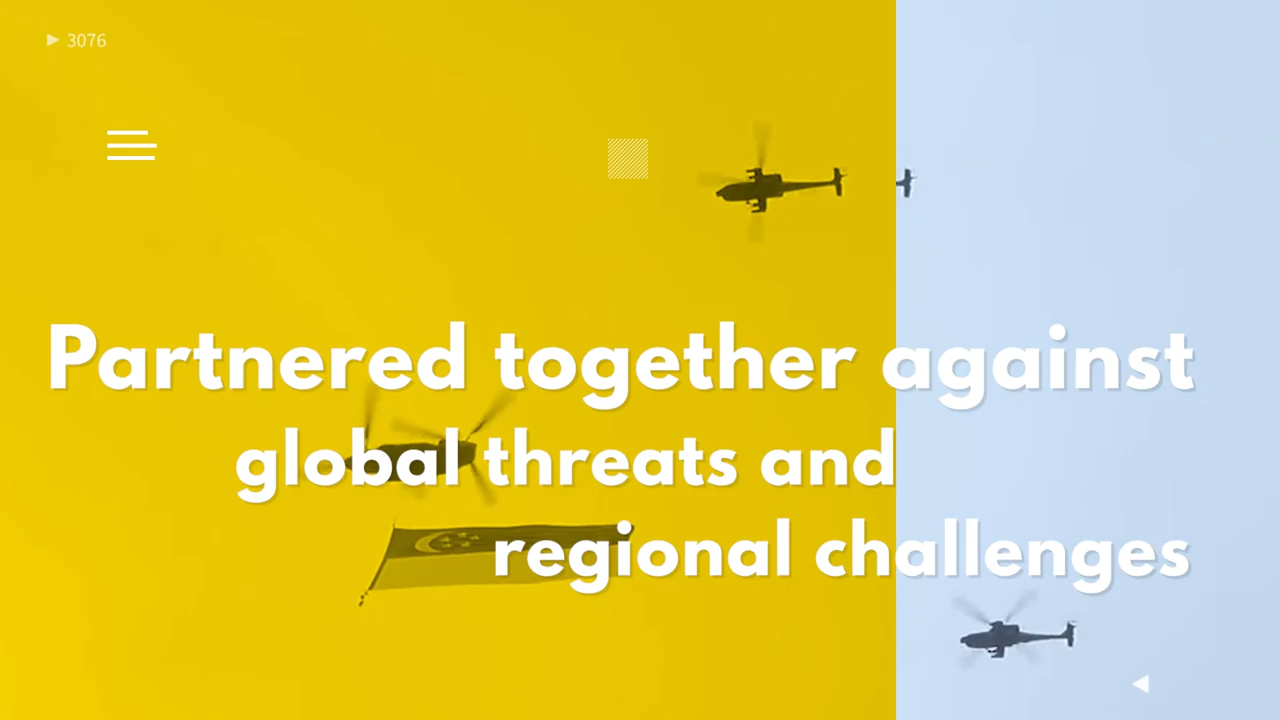 3076
Partnered together against
global threats and
regional challenges